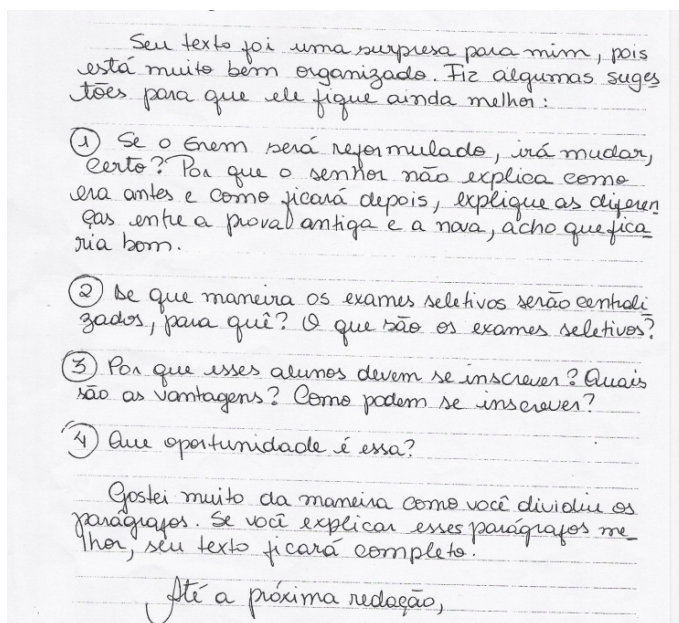 Seu texto foi uma surpresa para mim, pois
está muito bem organizado. Fiz algumas suges
tões para que ele fique ainda melhor:
① Se o Enem será reformulado, irá mudar,
certo? Por que o senhor não explica como
era antes e como ficará depois, explique as diferen
ças entre a prova antiga e a nova, acho que fica
ria bom.
② De que maneira os exames seletivos serão centrali
zados, para quê? O que são os exames seletivos?
③ Por que esses alunos devem se inscrever? Quais
são as vantagens? Como podem se inscrever?
④ Que oportunidade é essa?
Gostei muito da maneira como você dividiu os
parágrafos. Se você explicar esses parágrafos me
lhor, seu texto ficará completo.
Até a próxima redação,